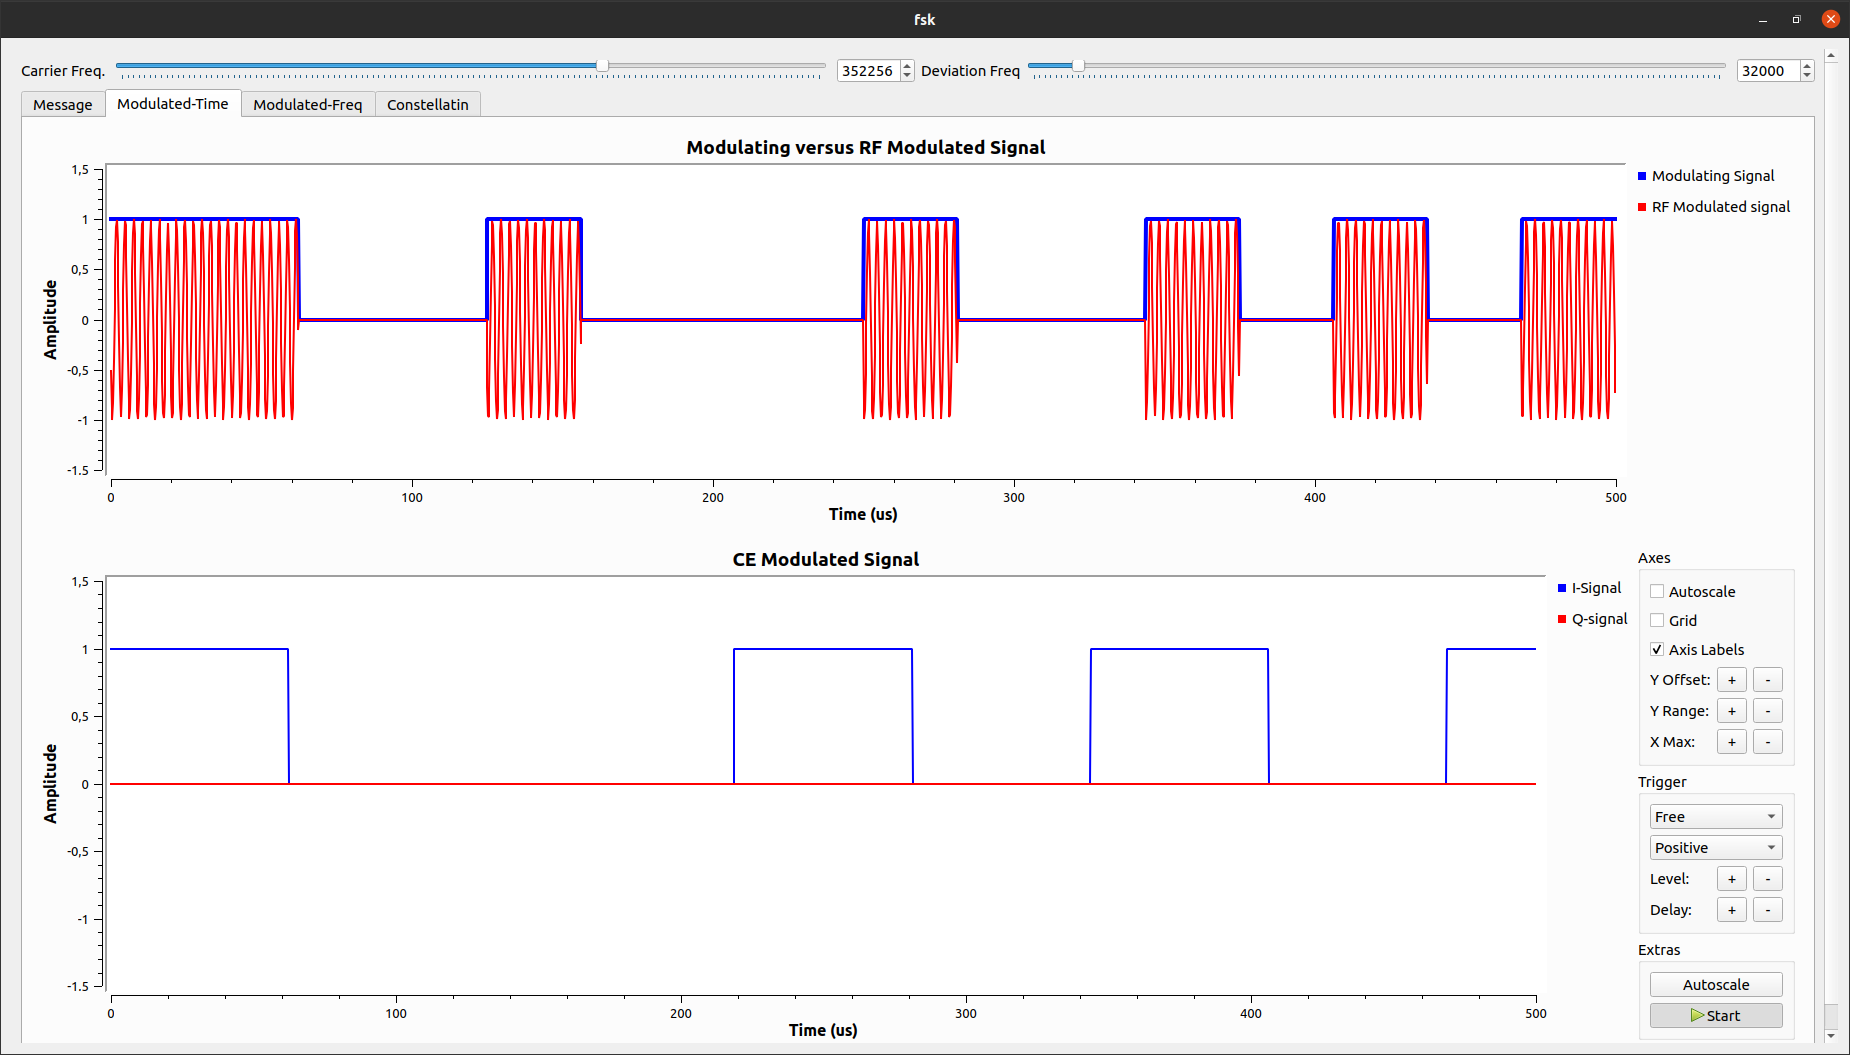 fsk
Carrier Freq. 352256 Deviation Freq 32000
Message Modulated-Time Modulated-Freq Constellatin
Modulating versus RF Modulated Signal
1,5
1
0,5
0
-0,5
-1
-1.5
Amplitude
0 100 200 300 400 500
Time (us)
Modulating Signal
RF Modulated signal
CE Modulated Signal
1,5
1
0,5
0
-0,5
-1
-1.5
Amplitude
0 100 200 300 400 500
Time (us)
I-Signal
Q-signal
Axes
Autoscale
Grid
Axis Labels
Y Offset: + -
Y Range: + -
X Max: + -
Trigger
Free
Positive
Level: + -
Delay: + -
Extras
Autoscale
Start